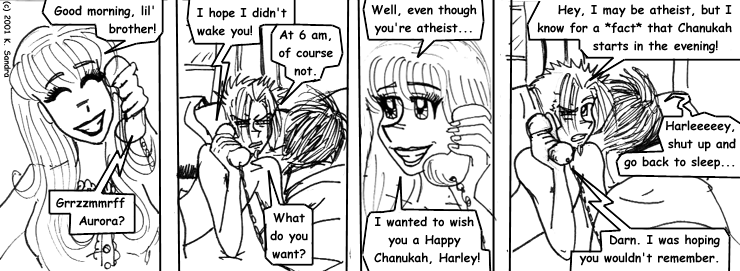 (c) 2001 K. Sandra
Good morning, lil'
brother!
Grrzzmmrff
Aurora?
I hope I didn't
wake you!
At 6 am,
of course
not.
What
do you
want?
Well, even though
you're atheist...
I wanted to wish
you a Happy
Chanukah, Harley!
Hey, I may be atheist, but I
know for a *fact* that Chanukah
starts in the evening!
Harleeeeey,
shut up and
go back to sleep...
Darn. I was hoping
you wouldn't remember.